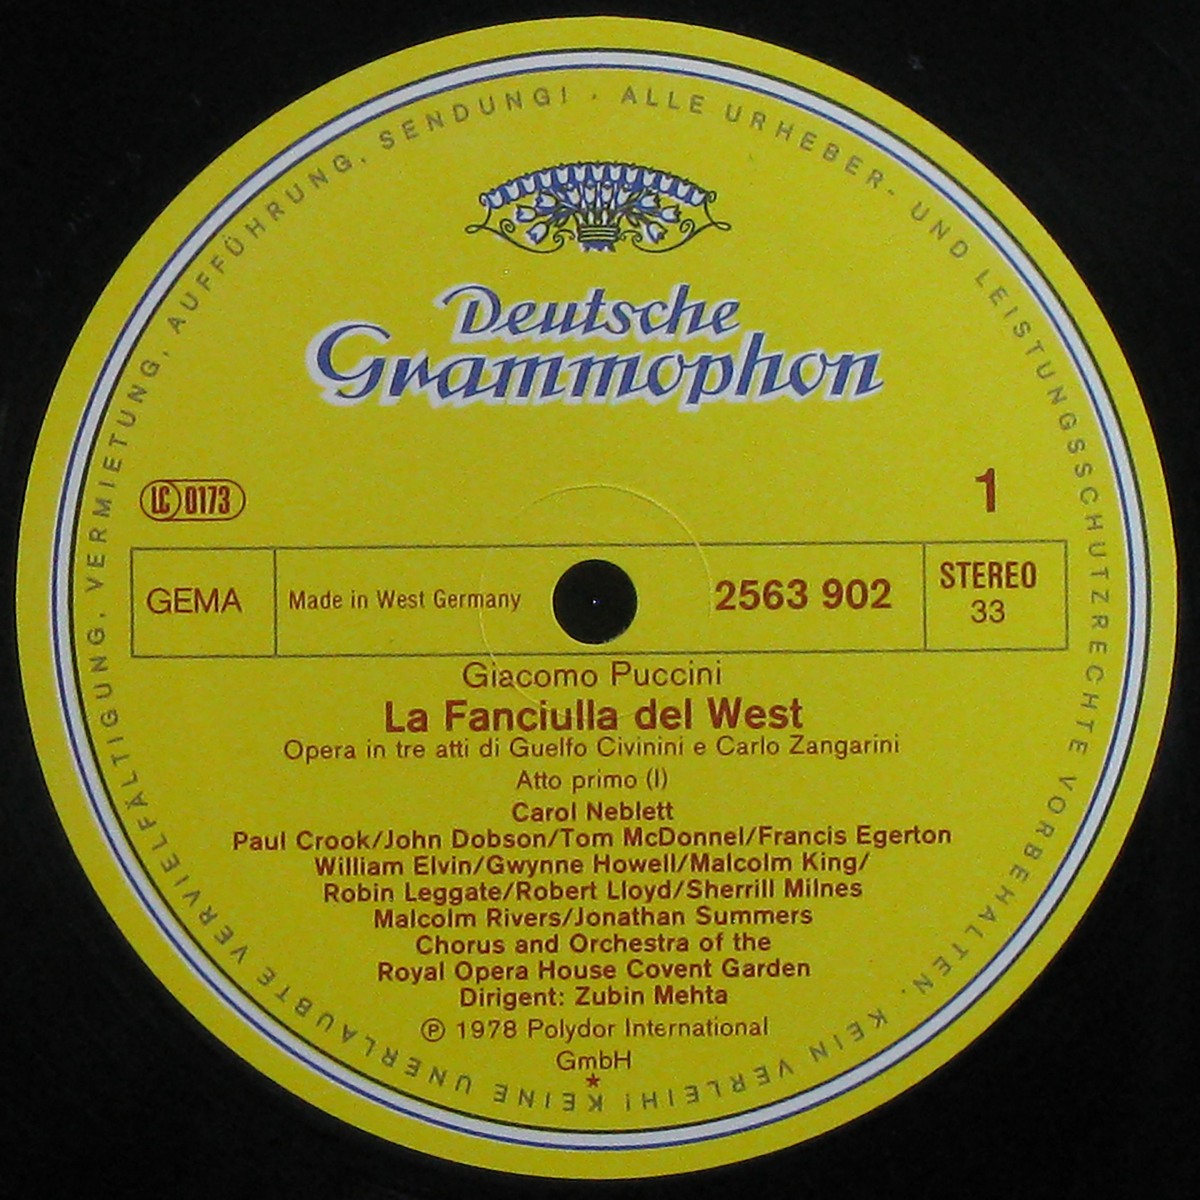 ALLE URHEBER- UND LEISTUNGSSCHUTZRECHTE VORBEHALTEN. KEIN VERLEIH! KEINE UNERLAUBTE VERVIELFÄLTIGUNG, VERMIETUNG, AUFFÜHRUNG, SENDUNG! ·
Deutsche
Grammophon
LC 0173
1
GEMA
Made in West Germany
2563 902
STEREO
33
Giacomo Puccini
La Fanciulla del West
Opera in tre atti di Guelfo Civinini e Carlo Zangarini
Atto primo (I)
Carol Neblett
Paul Crook/John Dobson/Tom McDonnel/Francis Egerton
William Elvin/Gwynne Howell/Malcolm King/
Robin Leggate/Robert Lloyd/Sherrill Milnes
Malcolm Rivers/Jonathan Summers
Chorus and Orchestra of the
Royal Opera House Covent Garden
Dirigent: Zubin Mehta
℗ 1978 Polydor International
GmbH
★